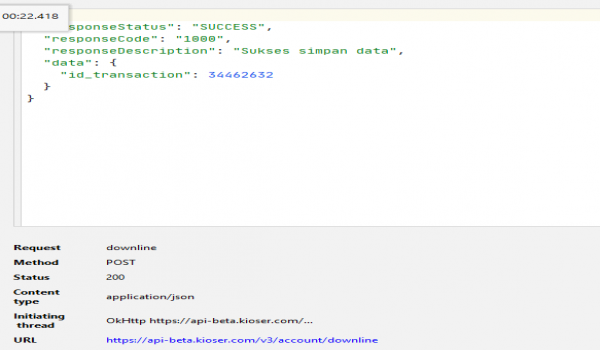 00:22.418
responseStatus": "SUCCESS",
"responseCode": "1000",
"responseDescription": "Sukses simpan data",
"data": {
"id_transaction": 34462632
}
}
Request downline
Method POST
Status 200
Content type application/json
Initiating thread OkHttp https://api-beta.kioser.com/...
URL https://api-beta.kioser.com/v3/account/downline